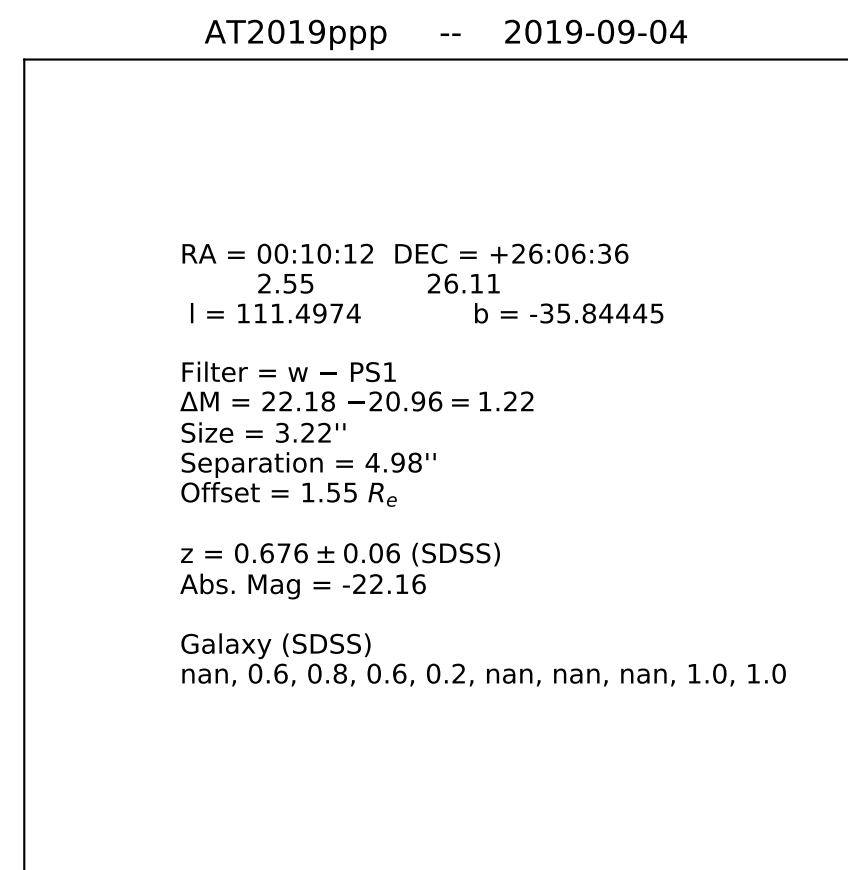 AT2019ppp -- 2019-09-04
RA = 00:10:12 DEC = +26:06:36
2.55 26.11
l = 111.4974 b = -35.84445
Filter = w − PS1
ΔM = 22.18 −20.96 = 1.22
Size = 3.22''
Separation = 4.98''
Offset = 1.55 Re
z = 0.676 ± 0.06 (SDSS)
Abs. Mag = -22.16
Galaxy (SDSS)
nan, 0.6, 0.8, 0.6, 0.2, nan, nan, nan, 1.0, 1.0